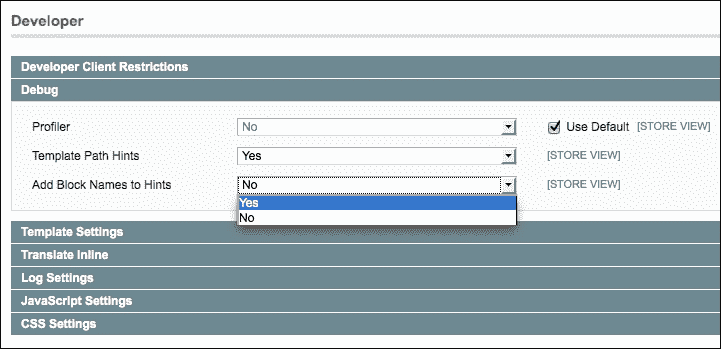 Developer
Developer Client Restrictions
Debug
Profiler No Use Default [STORE VIEW]
Template Path Hints Yes [STORE VIEW]
Add Block Names to Hints No [STORE VIEW]
Yes
No
Template Settings
Translate Inline
Log Settings
JavaScript Settings
CSS Settings